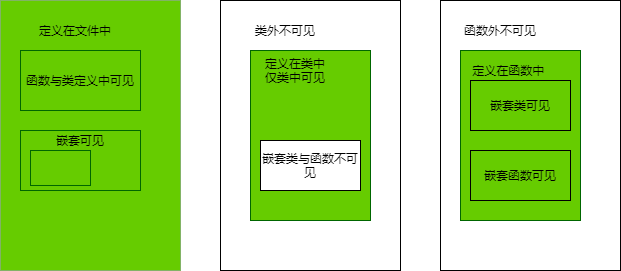 定义在文件中
函数与类定义中可见
嵌套可见
类外不可见
定义在类中
仅类中可见
嵌套类与函数不可
见
函数外不可见
定义在函数中
嵌套类可见
嵌套函数可见